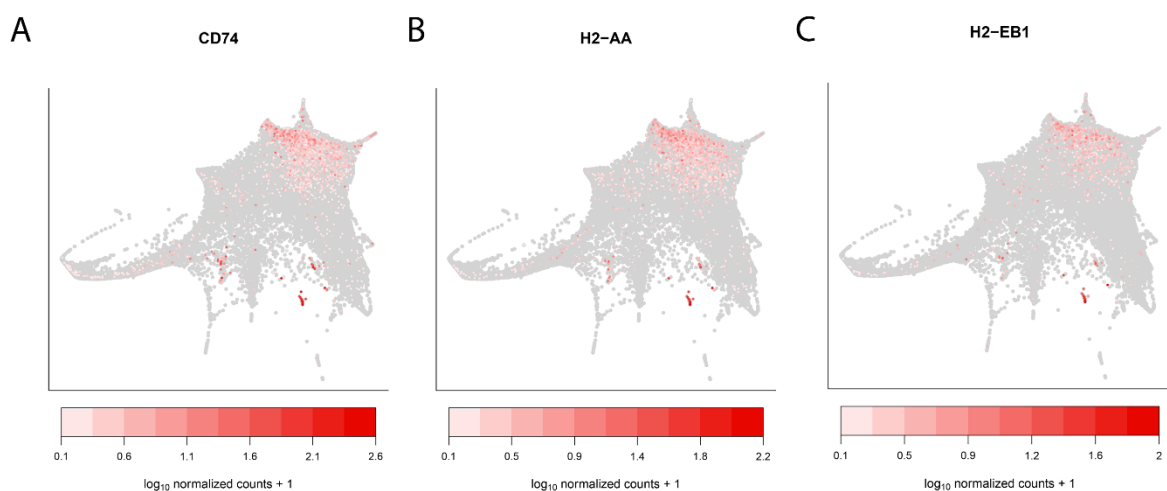 A
CD74
0.1 0.6 1.1 1.6 2.1 2.6
log10 normalized counts + 1
B
H2−AA
0.1 0.5 1 1.4 1.8 2.2
log10 normalized counts + 1
C
H2−EB1
0.1 0.5 0.9 1.2 1.6 2
log10 normalized counts + 1